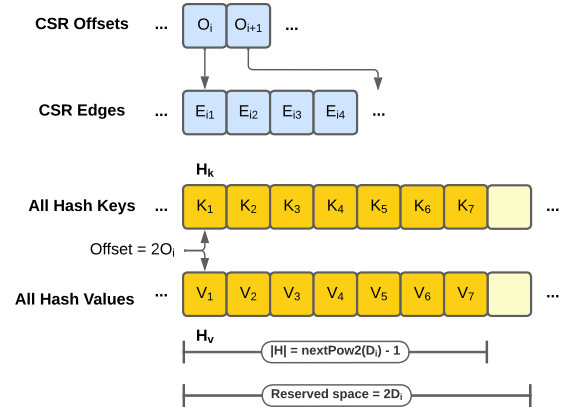 CSR Offsets ... Oᵢ Oᵢ₊₁ ...
CSR Edges ... Eᵢ₁ Eᵢ₂ Eᵢ₃ Eᵢ₄ ...
Hₖ
All Hash Keys ... K₁ K₂ K₃ K₄ K₅ K₆ K₇ ...
Offset = 2Oᵢ
All Hash Values ... V₁ V₂ V₃ V₄ V₅ V₆ V₇ ...
Hᵥ
|H| = nextPow2(Dᵢ) - 1
Reserved space = 2Dᵢ